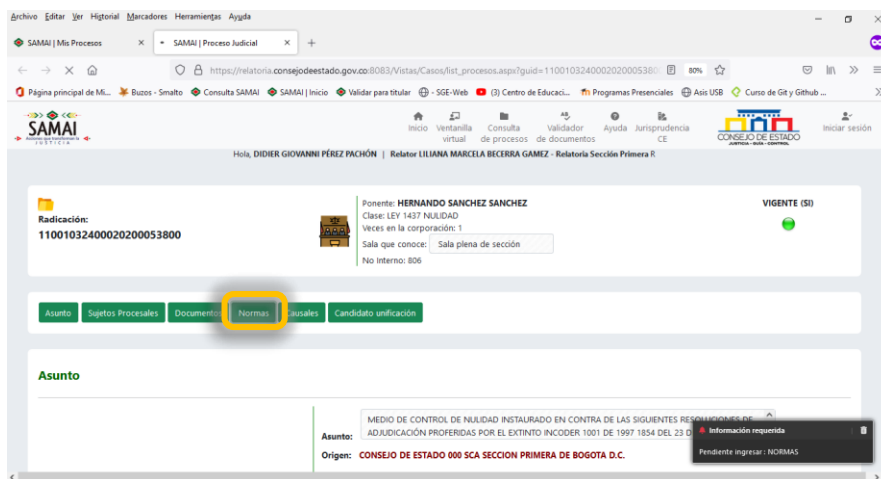 Archivo Editar Ver Historial Marcadores Herramientas Ayuda
SAMAI | Mis Procesos
SAMAI | Proceso Judicial
https://relatoria.consejodeestado.gov.co:8083/Vistas/Casos/list_procesos.aspx?guid=110010324000202000538
80%
Página principal de Mi...
Buzos - Smalto
Consulta SAMAI
SAMAI | Inicio
Validar para titular
- SGE-Web
(3) Centro de Educaci...
Programas Presenciales
Asis USB
Curso de Git y Github ...
SAMAI
JUSTICIA
Inicio
Ventanilla virtual
Consulta de procesos
Validador de documentos
Ayuda
Jurisprudencia CE
CONSEJO DE ESTADO
JUSTICIA - GUÍA - CONTROL
Iniciar sesión
Hola, DIDIER GIOVANNI PÉREZ PACHÓN | Relator LILIANA MARCELA BECERRA GAMEZ - Relatoria Sección Primera R
Radicación:
11001032400020200053800
Ponente: HERNANDO SANCHEZ SANCHEZ
Clase: LEY 1437 NULIDAD
Veces en la corporación: 1
Sala que conoce: Sala plena de sección
No Interno: 806
VIGENTE (SI)
Asunto
Sujetos Procesales
Documentos
Normas
Causales
Candidato unificación
Asunto
Asunto:
MEDIO DE CONTROL DE NULIDAD INSTAURADO EN CONTRA DE LAS SIGUIENTES RESOLUCIONES DE
ADJUDICACIÓN PROFERIDAS POR EL EXTINTO INCODER 1001 DE 1997 1854 DEL 23 D
Origen: CONSEJO DE ESTADO 000 SCA SECCION PRIMERA DE BOGOTA D.C.
Información requerida
Pendiente ingresar : NORMAS